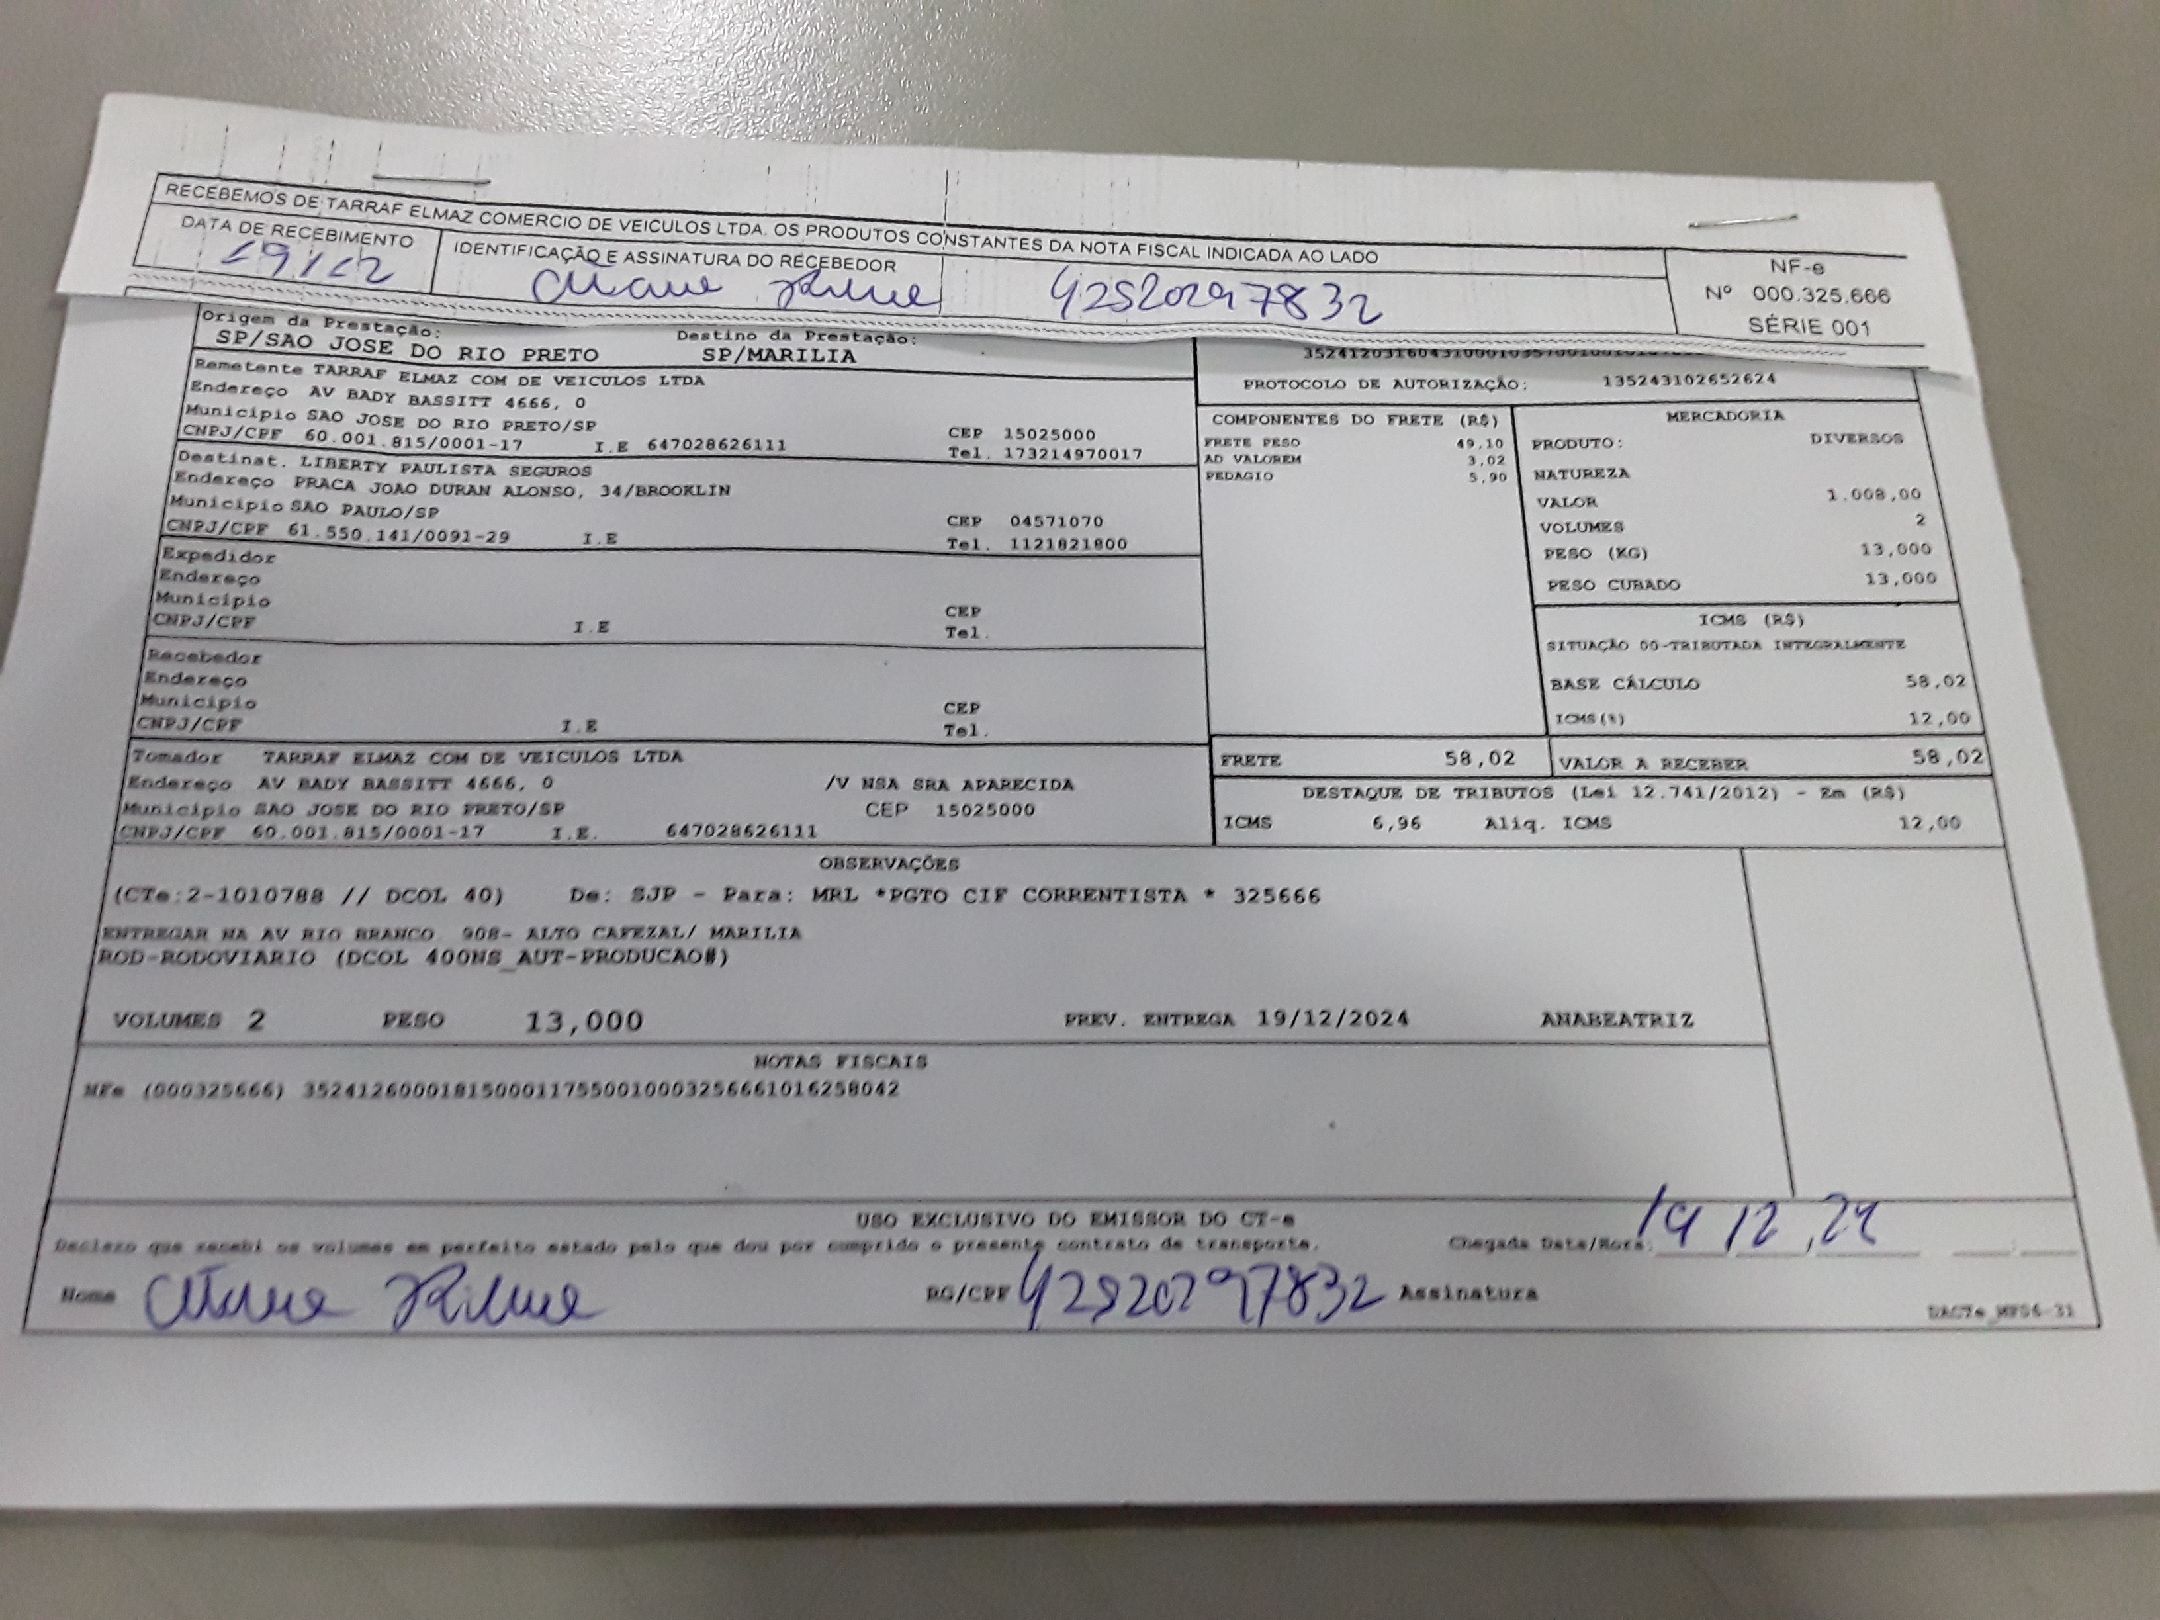 RECEBEMOS DE TARRAF ELMAZ COMERCIO DE VEICULOS LTDA. OS PRODUTOS CONSTANTES DA NOTA FISCAL INDICADA AO LADO
DATA DE RECEBIMENTO
19/12
IDENTIFICAÇÃO E ASSINATURA DO RECEBEDOR
42520297832
NF-e
Nº 000.325.666
SÉRIE 001
Origem da Prestação:
SP/SAO JOSE DO RIO PRETO
Destino da Prestação:
SP/MARILIA
PROTOCOLO DE AUTORIZAÇÃO: 135243102652624
Remetente TARRAF ELMAZ COM DE VEICULOS LTDA
Endereço AV BADY BASSITT 4666, 0
Município SAO JOSE DO RIO PRETO/SP CEP 15025000
CNPJ/CPF 60.001.815/0001-17 I.E 647028626111 Tel. 173214970017
Destinat. LIBERTY PAULISTA SEGUROS
Endereço PRACA JOAO DURAN ALONSO, 34/BROOKLIN
Município SAO PAULO/SP CEP 04571070
CNPJ/CPF 61.550.141/0091-29 I.E Tel. 1121821800
Expedidor
Endereço
Município CEP
CNPJ/CPF I.E Tel.
Recebedor
Endereço
Município CEP
CNPJ/CPF I.E Tel.
Tomador TARRAF ELMAZ COM DE VEICULOS LTDA
Endereço AV BADY BASSITT 4666, 0 /V NSA SRA APARECIDA
Município SAO JOSE DO RIO PRETO/SP CEP 15025000
CNPJ/CPF 60.001.815/0001-17 I.E. 647028626111
COMPONENTES DO FRETE (R$)
FRETE PESO 49,10
AD VALOREM 3,02
PEDAGIO 5,90
MERCADORIA
PRODUTO: DIVERSOS
NATUREZA
VALOR 1.008,00
VOLUMES 2
PESO (KG) 13,000
PESO CUBADO 13,000
ICMS (R$)
SITUAÇÃO 00-TRIBUTADA INTEGRALMENTE
BASE CÁLCULO 58,02
ICMS(%) 12,00
FRETE 58,02
VALOR A RECEBER 58,02
DESTAQUE DE TRIBUTOS (Lei 12.741/2012) - Em (R$)
ICMS 6,96 Aliq. ICMS 12,00
OBSERVAÇÕES
(CTe:2-1010788 // DCOL 40) De: SJP - Para: MRL *PGTO CIF CORRENTISTA * 325666
ENTREGAR NA AV RIO BRANCO 908- ALTO CAFEZAL/ MARILIA
ROD-RODOVIARIO (DCOL 400NS_AUT-PRODUCAO#)
VOLUMES 2 PESO 13,000 PREV. ENTREGA 19/12/2024 ANABEATRIZ
NOTAS FISCAIS
NFe (000325666) 35241260001815000117550010003256661016258042
USO EXCLUSIVO DO EMISSOR DO CT-e
Declaro que recebi os volumes em perfeito estado pelo que dou por cumprido o presente contrato de transporte.
Chegada Data/Hora: 19 12 24
Nome
RG/CPF 42520297832 Assinatura